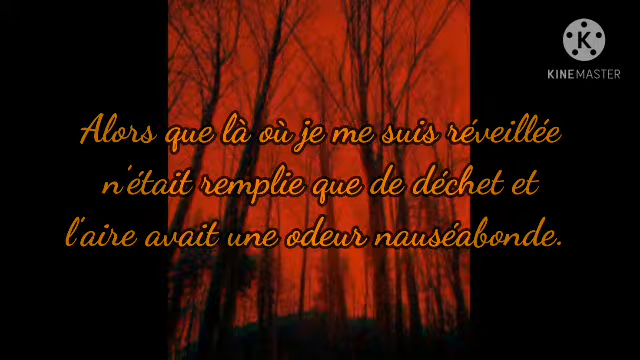 KINEMASTER
Alors que là où je me suis réveillée
n'était remplie que de déchet et
l'aire avait une odeur nauséabonde.